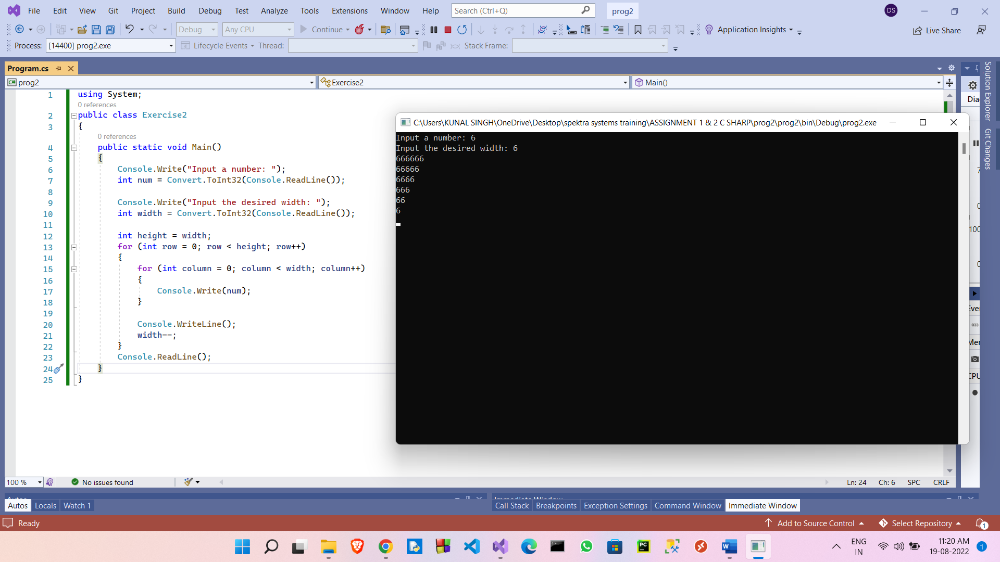 File Edit View Git Project Build Debug Test Analyze Tools Extensions Window Help Search (Ctrl+Q) prog2 DS
Debug Any CPU Continue Application Insights Live Share
Process: [14400] prog2.exe Lifecycle Events Thread: Stack Frame:
Program.cs
C# prog2 Exercise2 Main()
1 using System;
0 references
2 public class Exercise2
3 {
0 references
4 public static void Main()
5 {
6 Console.Write("Input a number: ");
7 int num = Convert.ToInt32(Console.ReadLine());
8
9 Console.Write("Input the desired width: ");
10 int width = Convert.ToInt32(Console.ReadLine());
11
12 int height = width;
13 for (int row = 0; row < height; row++)
14 {
15 for (int column = 0; column < width; column++)
16 {
17 Console.Write(num);
18 }
19
20 Console.WriteLine();
21 width--;
22 }
23 Console.ReadLine();
24 }
25 }
C:\Users\KUNAL SINGH\OneDrive\Desktop\spektra systems training\ASSIGNMENT 1 & 2 C SHARP\prog2\prog2\bin\Debug\prog2.exe
Input a number: 6
Input the desired width: 6
666666
66666
6666
666
66
6
Solution Explorer
Git Changes
Dia
100
CPU
100 % No issues found Ln: 24 Ch: 6 SPC CRLF
Autos Immediate Window
Autos Locals Watch 1 Call Stack Breakpoints Exception Settings Command Window Immediate Window
Ready Add to Source Control Select Repository 1
PC W ENG IN 11:20 AM 19-08-2022 1